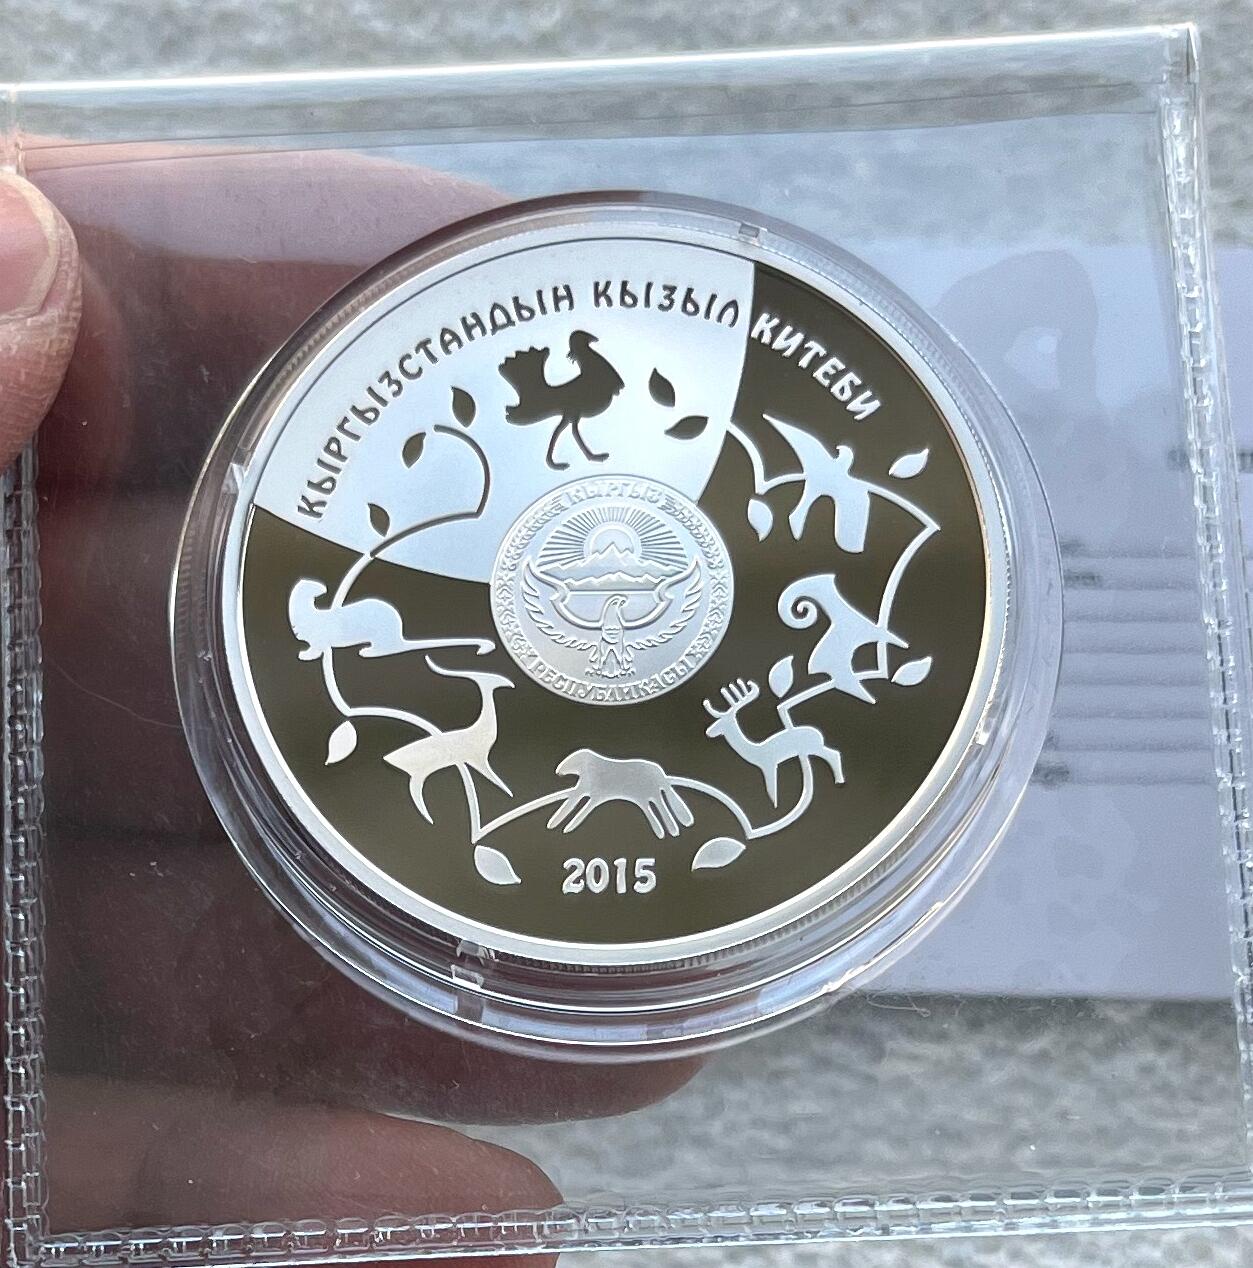 КЫРГЫЗСТАНДЫН КЫЗЫЛ КИТЕБИ
КЫРГЫЗ
РЕСПУБЛИКАСЫ
2015